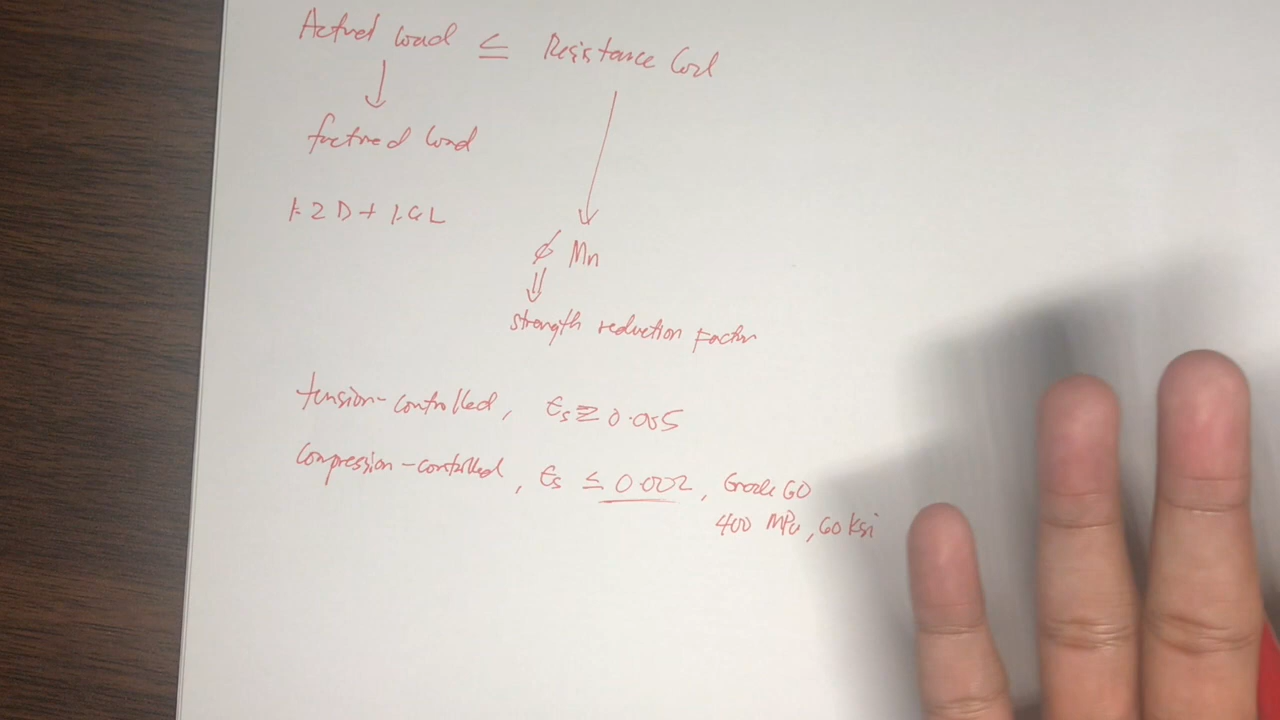 Actual load ≤ Resistance Load
factored load
1.2D + 1.6L
ϕ Mn
strength reduction Factor
tension-controlled, εs ≥ 0.005
Compression-controlled, εs ≤ 0.002, Grade 60
400 MPa, 60 ksi